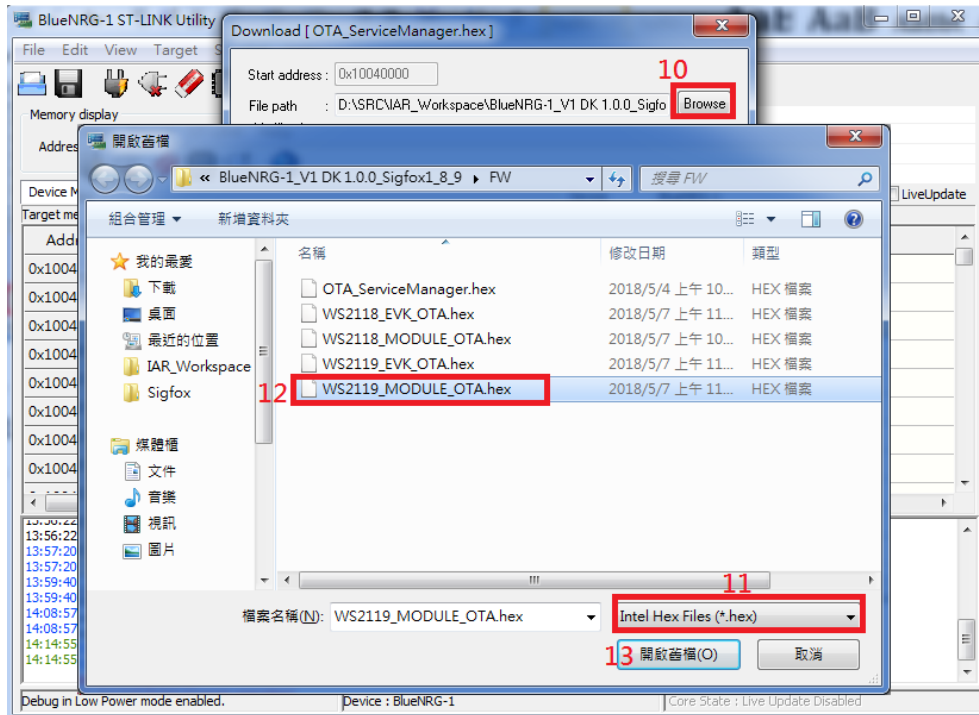 BlueNRG-1 ST-LINK Utility
Download [ OTA_ServiceManager.hex ]
File Edit View Target
Start address : 0x10040000
10
File path : D:\SRC\IAR_Workspace\BlueNRG-1_V1 DK 1.0.0_Sigfo Browse
Memory display
Addres
開啟舊檔
« BlueNRG-1_V1 DK 1.0.0_Sigfox1_8_9 ▸ FW
搜尋 FW
Device M
LiveUpdate
組合管理 ▼ 新增資料夾
Target me
Addr
名稱 修改日期 類型
我的最愛
下載
桌面
最近的位置
IAR_Workspace
Sigfox
媒體櫃
文件
音樂
視訊
圖片
OTA_ServiceManager.hex 2018/5/4 上午 10... HEX 檔案
WS2118_EVK_OTA.hex 2018/5/7 上午 11... HEX 檔案
WS2118_MODULE_OTA.hex 2018/5/7 上午 10... HEX 檔案
WS2119_EVK_OTA.hex 2018/5/7 上午 11... HEX 檔案
12 WS2119_MODULE_OTA.hex 2018/5/7 上午 11... HEX 檔案
0x1004
0x1004
0x1004
0x1004
0x1004
0x1004
0x1004
0x1004
13:56:22
13:57:20
13:57:20
13:59:40
13:59:40
14:08:57
14:08:57
14:14:55
14:14:55
11
檔案名稱(N): WS2119_MODULE_OTA.hex Intel Hex Files (*.hex)
13 開啟舊檔(O) 取消
Debug in Low Power mode enabled. Device : BlueNRG-1 Core State : Live Update Disabled